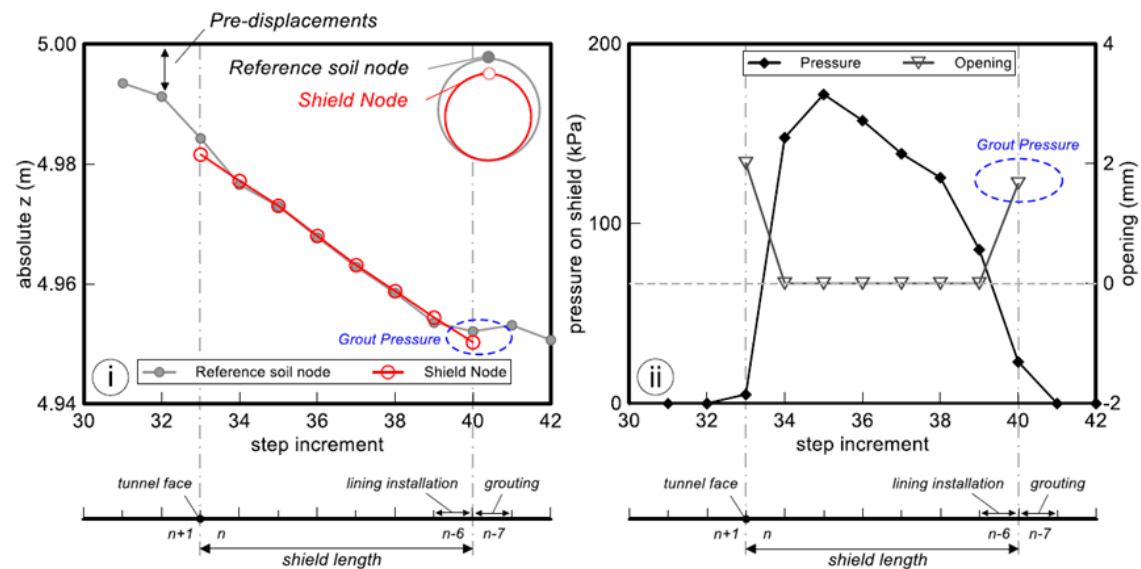 Pre-displacements
5.00
4.98
4.96
4.94
absolute z (m)
Reference soil node
Shield Node
Grout Pressure
i
Reference soil node
Shield Node
30
32
34
36
38
40
42
step increment
tunnel face
lining installation
grouting
n+1
n
n-6
n-7
shield length
200
100
0
pressure on shield (kPa)
Pressure
Opening
Grout Pressure
4
2
0
-2
opening (mm)
ii
30
32
34
36
38
40
42
step increment
tunnel face
lining installation
grouting
n+1
n
n-6
n-7
shield length